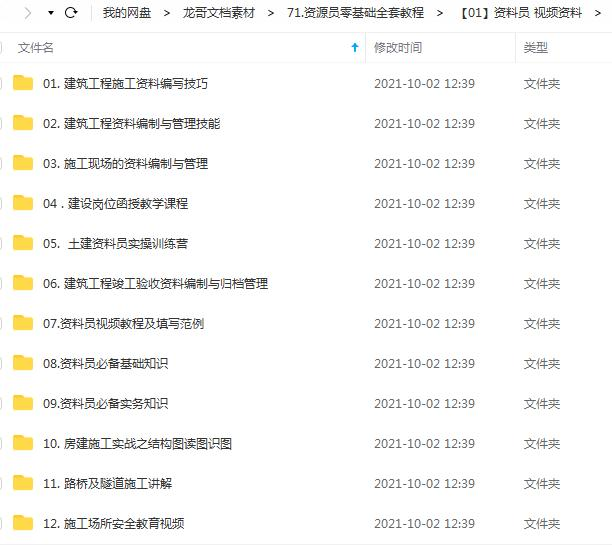 我的网盘 > 龙哥文档素材 > 71.资源员零基础全套教程 > 【01】资料员 视频资料 >
文件名 修改时间 类型
01. 建筑工程施工资料编写技巧 2021-10-02 12:39 文件夹
02. 建筑工程资料编制与管理技能 2021-10-02 12:39 文件夹
03. 施工现场的资料编制与管理 2021-10-02 12:39 文件夹
04 . 建设岗位函授教学课程 2021-10-02 12:39 文件夹
05. 土建资料员实操训练营 2021-10-02 12:39 文件夹
06. 建筑工程竣工验收资料编制与归档管理 2021-10-02 12:39 文件夹
07.资料员视频教程及填写范例 2021-10-02 12:39 文件夹
08.资料员必备基础知识 2021-10-02 12:39 文件夹
09.资料员必备实务知识 2021-10-02 12:39 文件夹
10. 房建施工实战之结构图读图识图 2021-10-02 12:39 文件夹
11. 路桥及隧道施工讲解 2021-10-02 12:39 文件夹
12. 施工场所安全教育视频 2021-10-02 12:39 文件夹